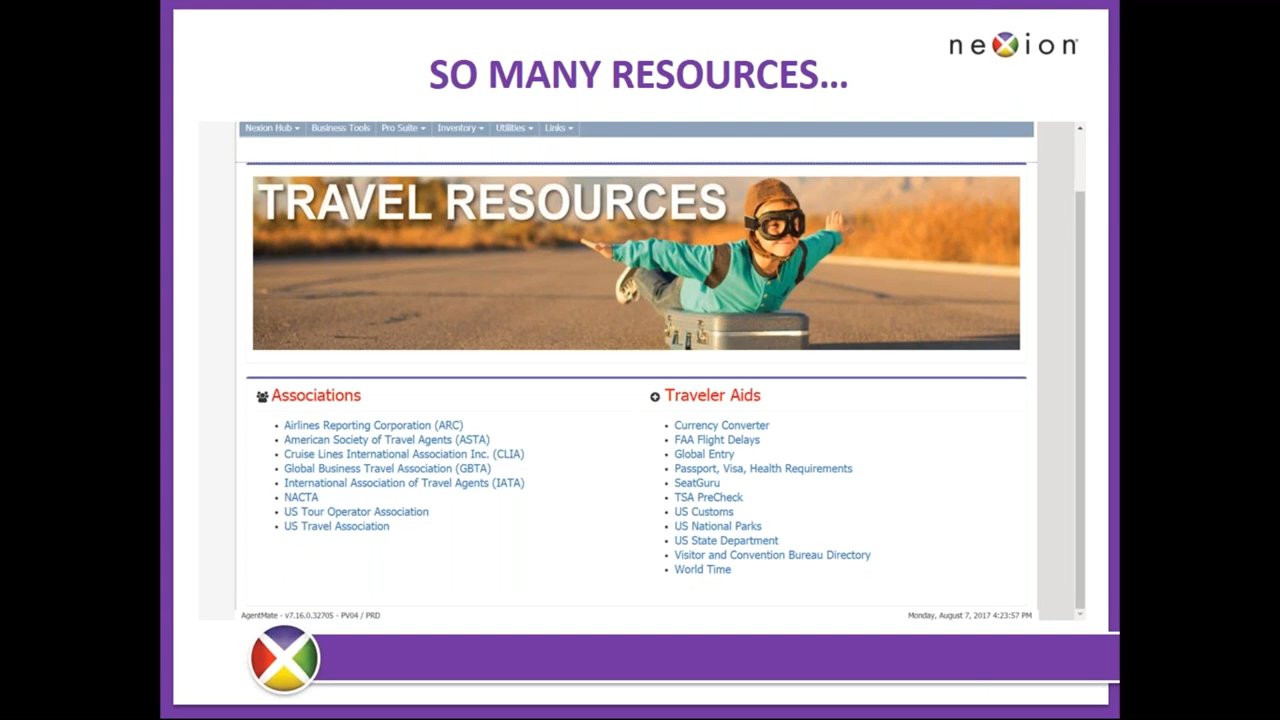 nexion
SO MANY RESOURCES...
Nexion Hub Business Tools Pro Suite Inventory Utilities Links
TRAVEL RESOURCES
Associations
Airlines Reporting Corporation (ARC)
American Society of Travel Agents (ASTA)
Cruise Lines International Association Inc. (CLIA)
Global Business Travel Association (GBTA)
International Association of Travel Agents (IATA)
NACTA
US Tour Operator Association
US Travel Association
Traveler Aids
Currency Converter
FAA Flight Delays
Global Entry
Passport, Visa, Health Requirements
SeatGuru
TSA PreCheck
US Customs
US National Parks
US State Department
Visitor and Convention Bureau Directory
World Time
AgentMate - v7.16.0.32705 - PV04 / PRD
Monday, August 7, 2017 4:23:57 PM